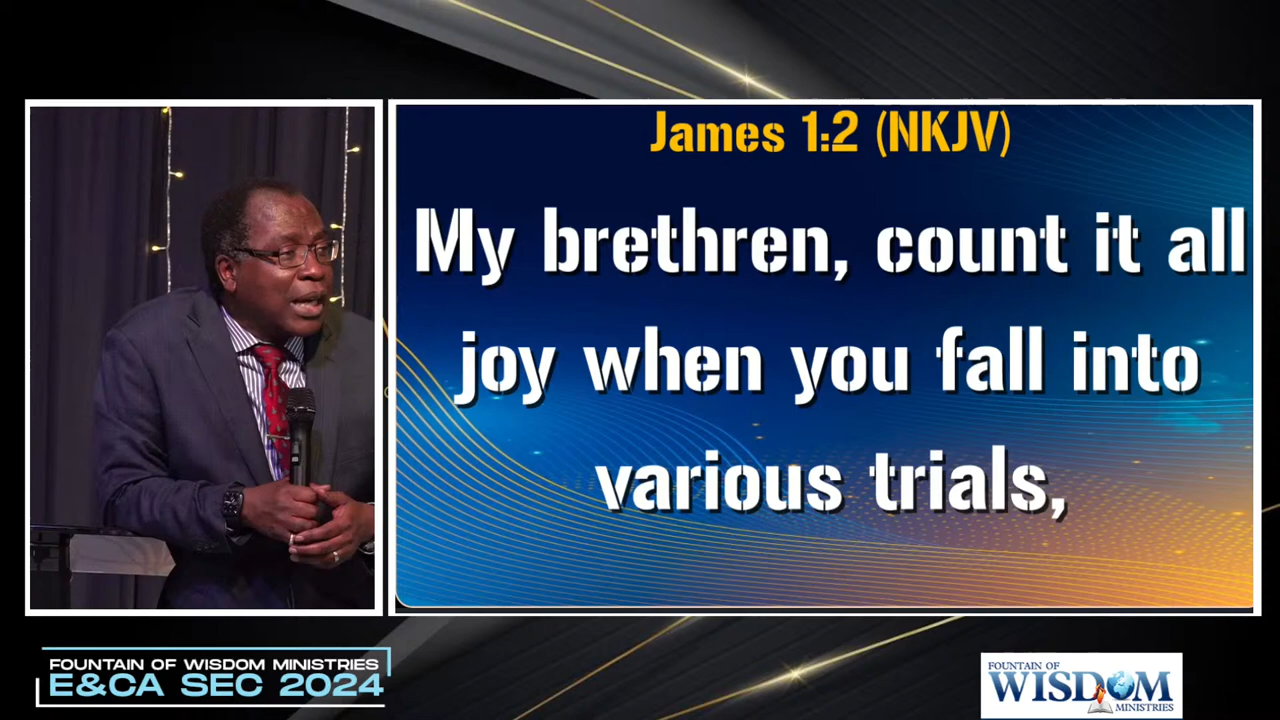 James 1:2 (NKJV)
My brethren, count it all
joy when you fall into
various trials,
FOUNTAIN OF WISDOM MINISTRIES
E&CA SEC 2024
FOUNTAIN OF
WISDOM
MINISTRIES